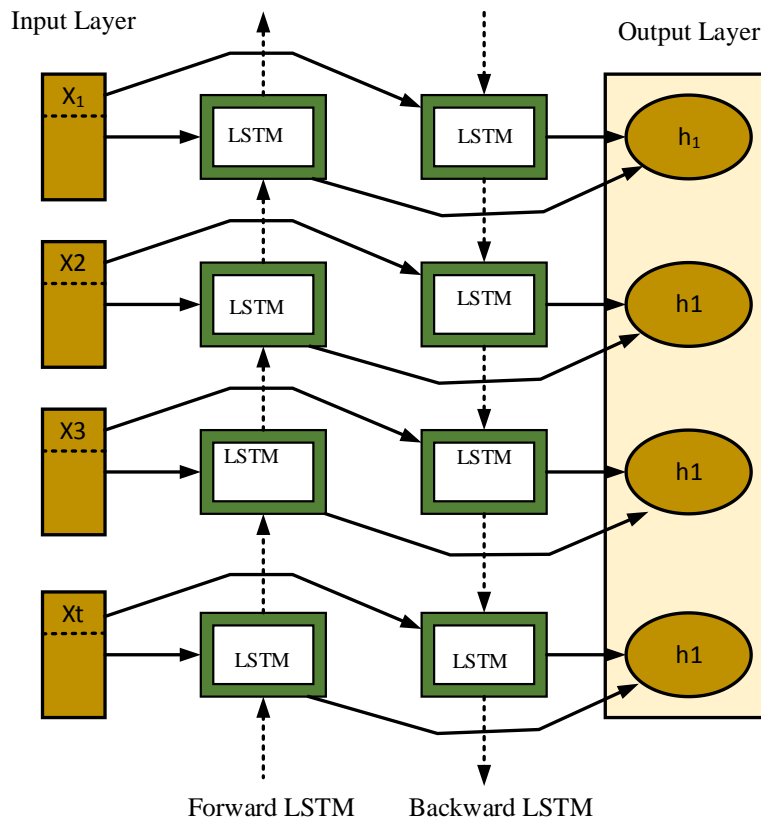 Input Layer
Output Layer
X₁
LSTM
LSTM
h₁
X2
LSTM
LSTM
h1
X3
LSTM
LSTM
h1
Xt
LSTM
LSTM
h1
Forward LSTM
Backward LSTM